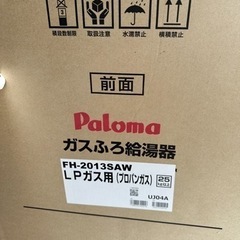 積段数制限
取扱注意
水濡禁止
横積禁止
前面
Paloma
ガスふろ給湯器
FH-2013SAW
LPガス用(プロパンガス)
25
UJ04A